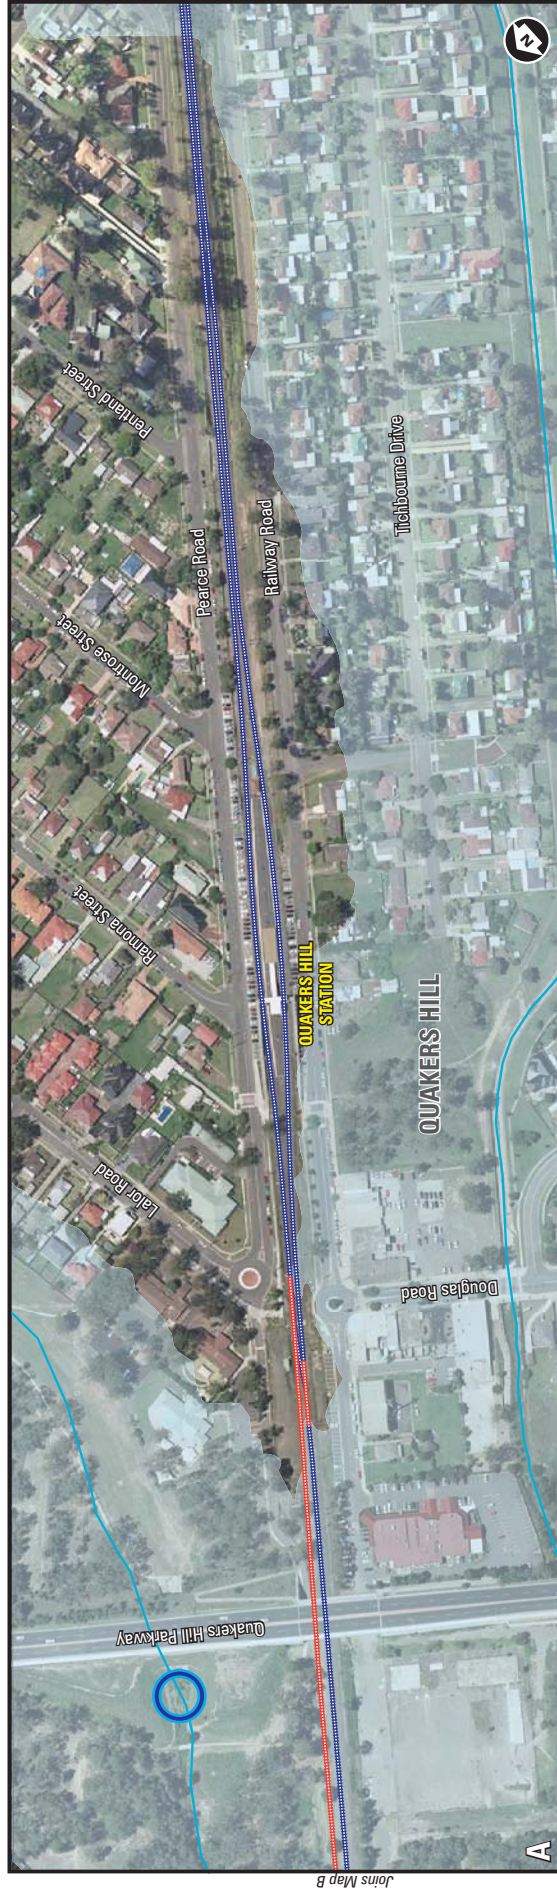 N
Pentland Street
Pearce Road
Montrose Street
Railway Road
Tichbourne Drive
Ramona Street
QUAKERS HILL
STATION
QUAKERS HILL
Lalor Road
Douglas Road
Quakers Hill Parkway
A
Joins Map B